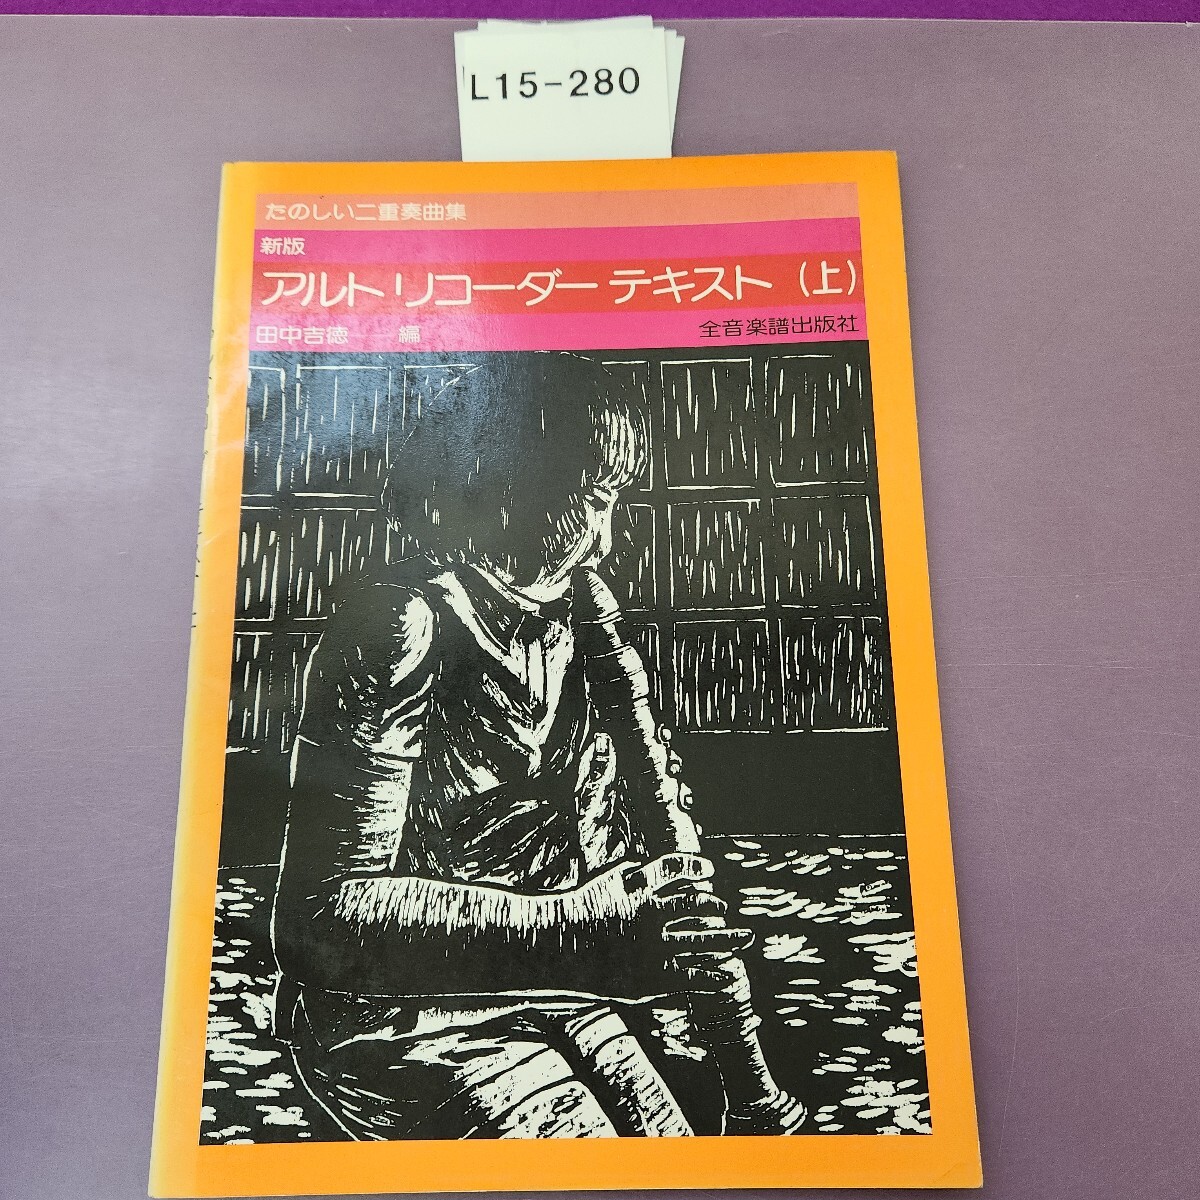 L15-280
たのしい二重奏曲集
新版
アルト リコーダー テキスト (上)
田中吉徳 — 編
全音楽譜出版社